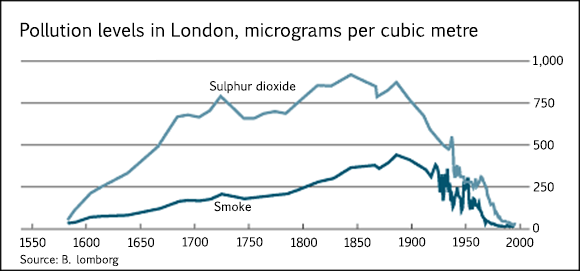 Pollution levels in London, micrograms per cubic metre
1,000
Sulphur dioxide
750
500
250
Smoke
0
1550 1600 1650 1700 1750 1800 1850 1900 1950 2000
Source: B. lomborg